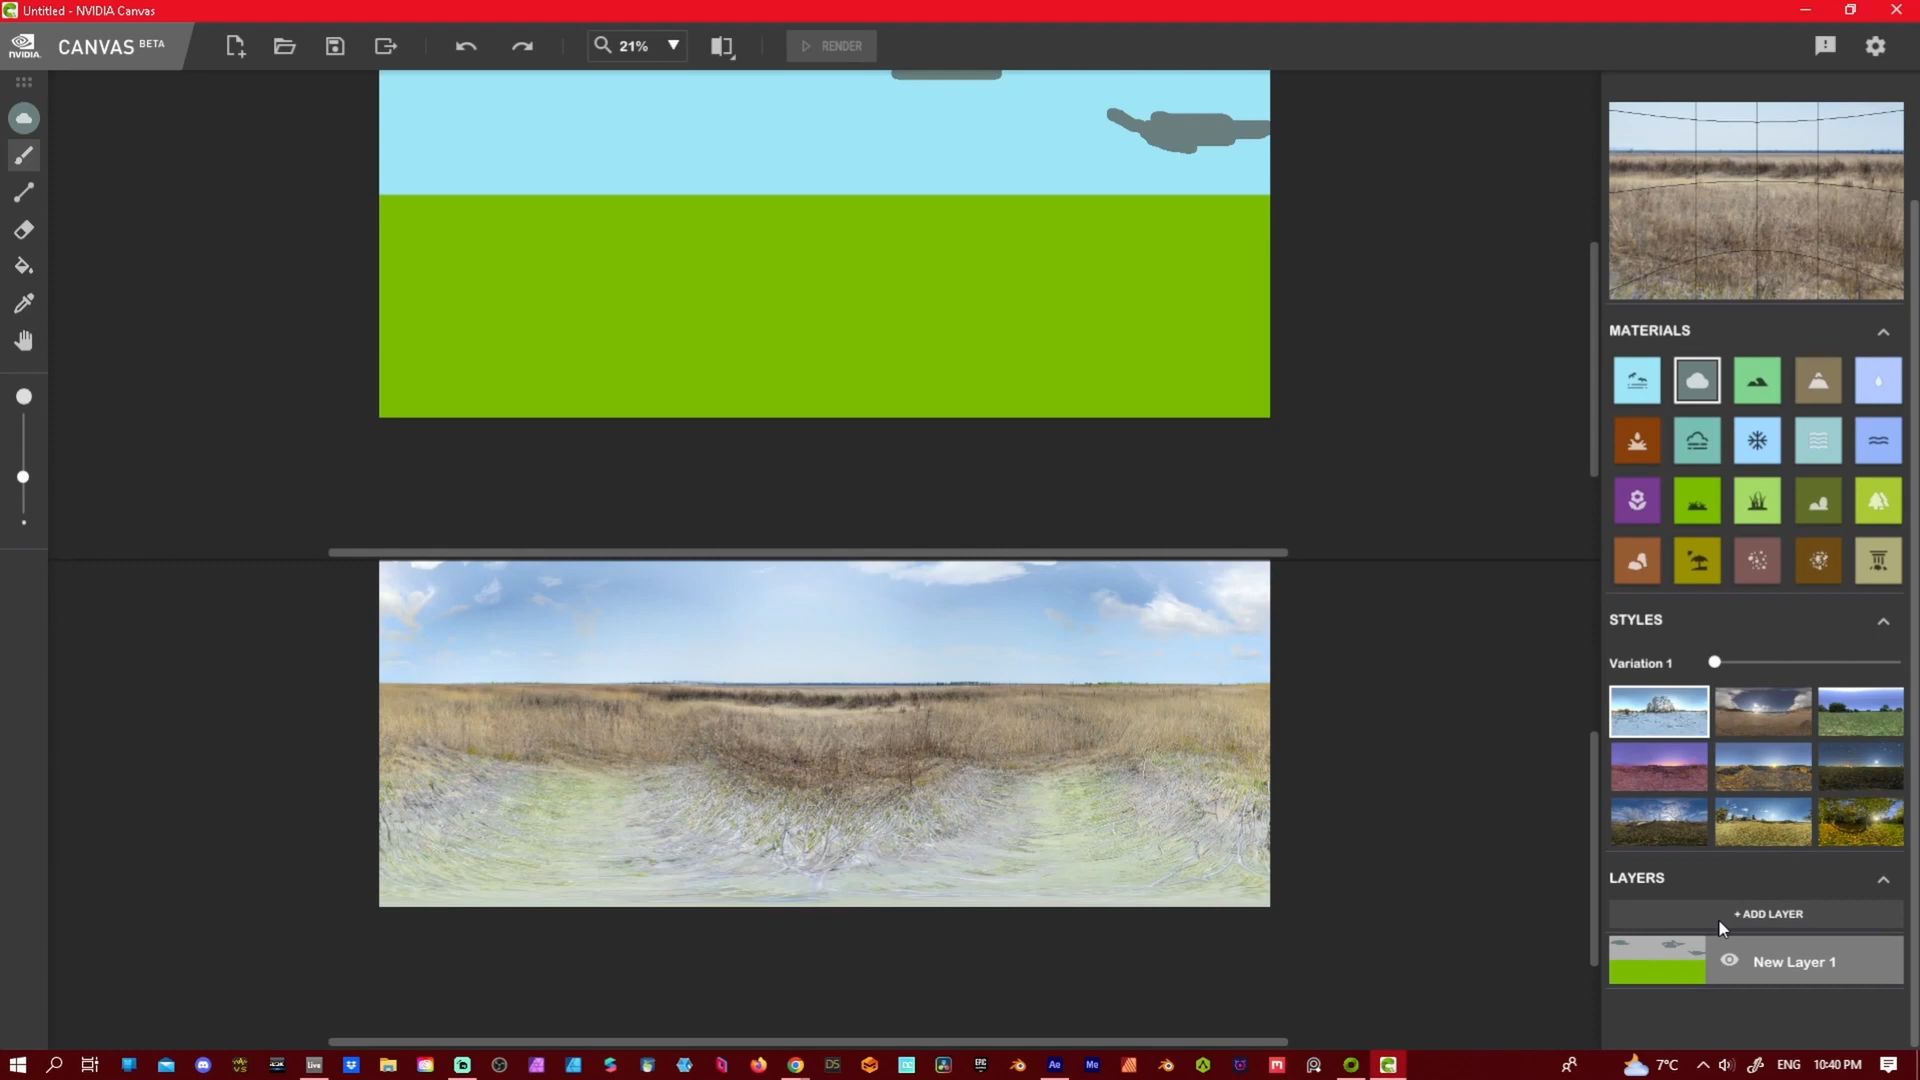 Untitled - NVIDIA Canvas
NVIDIA. CANVAS BETA
21%
RENDER
MATERIALS
STYLES
Variation 1
LAYERS
+ ADD LAYER
New Layer 1
7°C
ENG
10:40 PM